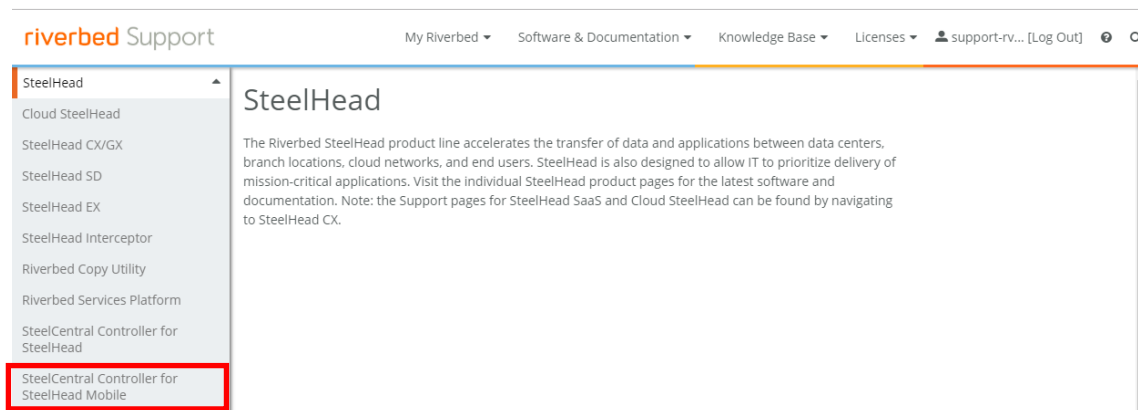 riverbed Support
My Riverbed
Software & Documentation
Knowledge Base
Licenses
support-rv... [Log Out]
SteelHead
Cloud SteelHead
SteelHead CX/GX
SteelHead SD
SteelHead EX
SteelHead Interceptor
Riverbed Copy Utility
Riverbed Services Platform
SteelCentral Controller for
SteelHead
SteelCentral Controller for
SteelHead Mobile
SteelHead
The Riverbed SteelHead product line accelerates the transfer of data and applications between data centers,
branch locations, cloud networks, and end users. SteelHead is also designed to allow IT to prioritize delivery of
mission-critical applications. Visit the individual SteelHead product pages for the latest software and
documentation. Note: the Support pages for SteelHead SaaS and Cloud SteelHead can be found by navigating
to SteelHead CX.